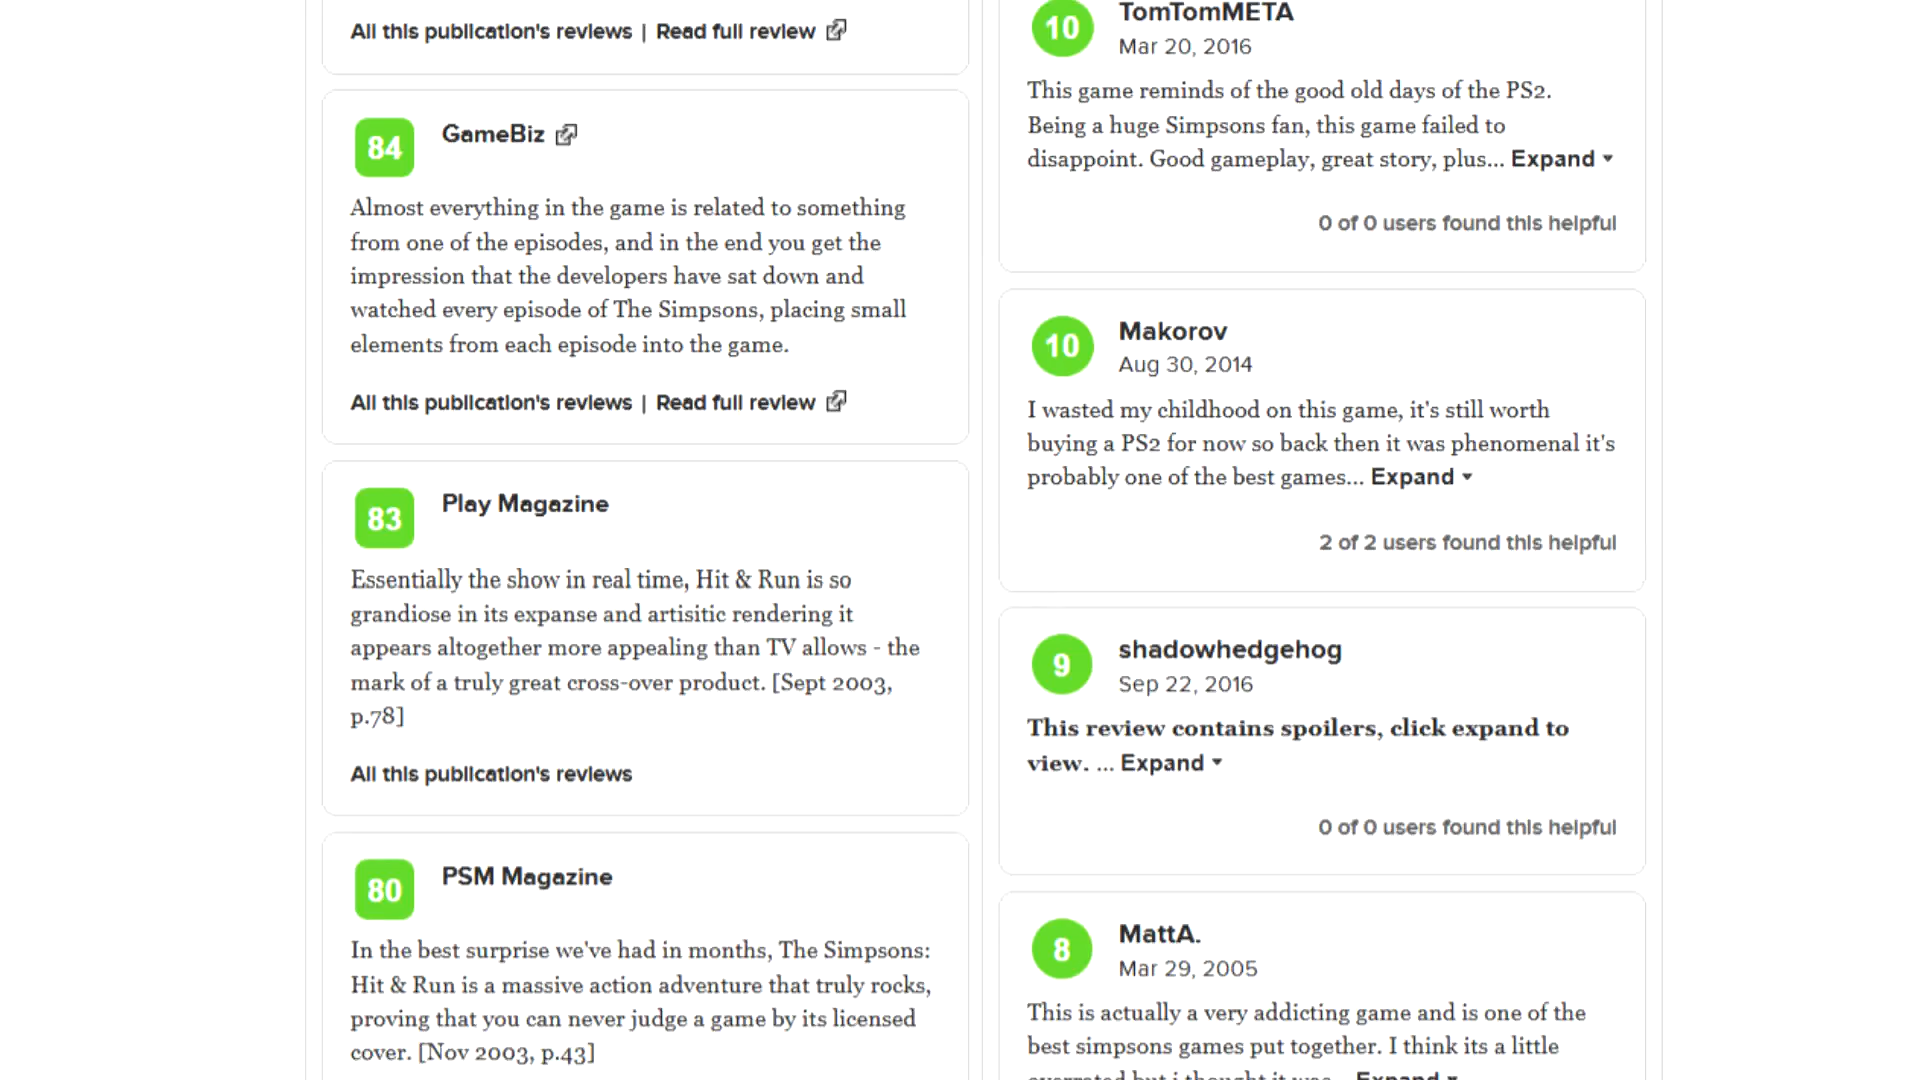 All this publication's reviews | Read full review
84
GameBiz
Almost everything in the game is related to something
from one of the episodes, and in the end you get the
impression that the developers have sat down and
watched every episode of The Simpsons, placing small
elements from each episode into the game.
All this publication's reviews | Read full review
83
Play Magazine
Essentially the show in real time, Hit & Run is so
grandiose in its expanse and artisitic rendering it
appears altogether more appealing than TV allows - the
mark of a truly great cross-over product. [Sept 2003,
p.78]
All this publication's reviews
80
PSM Magazine
In the best surprise we've had in months, The Simpsons:
Hit & Run is a massive action adventure that truly rocks,
proving that you can never judge a game by its licensed
cover. [Nov 2003, p.43]
10
TomTomMETA
Mar 20, 2016
This game reminds of the good old days of the PS2.
Being a huge Simpsons fan, this game failed to
disappoint. Good gameplay, great story, plus... Expand
0 of 0 users found this helpful
10
Makorov
Aug 30, 2014
I wasted my childhood on this game, it's still worth
buying a PS2 for now so back then it was phenomenal it's
probably one of the best games... Expand
2 of 2 users found this helpful
9
shadowhedgehog
Sep 22, 2016
This review contains spoilers, click expand to
view. ... Expand
0 of 0 users found this helpful
8
MattA.
Mar 29, 2005
This is actually a very addicting game and is one of the
best simpsons games put together. I think its a little
overrated but i thought it was... Expand